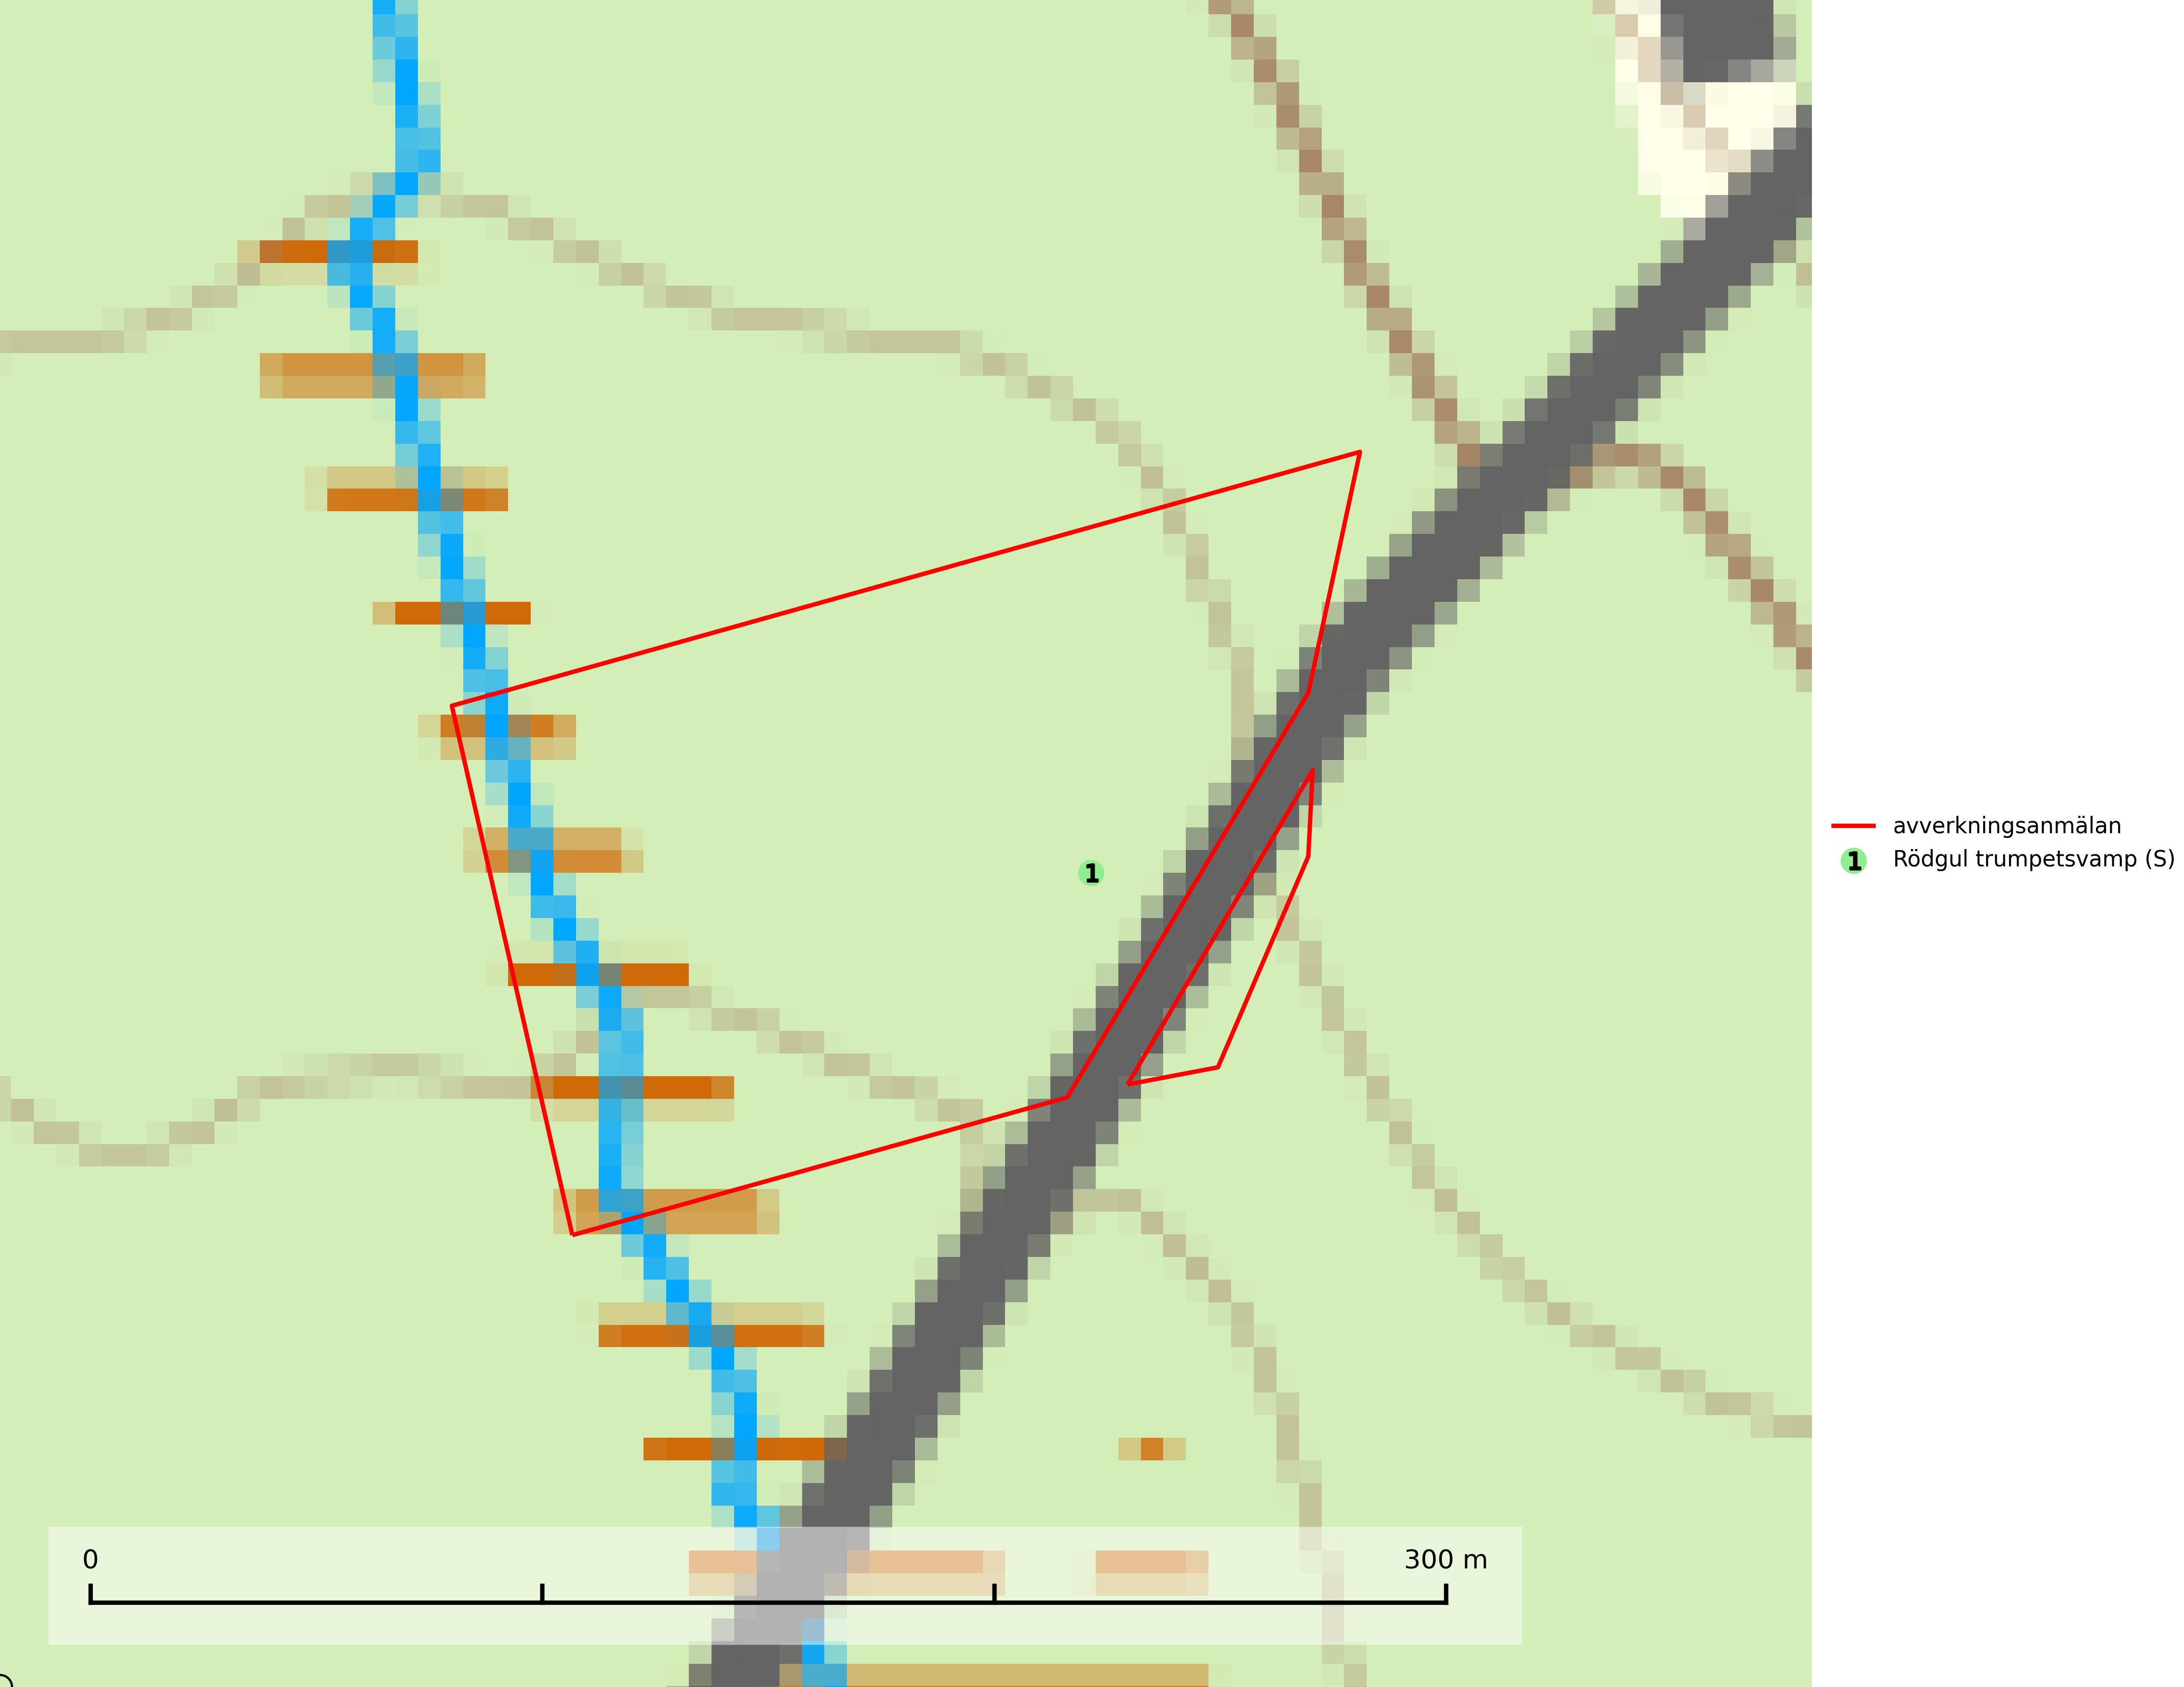 1
avverkningsanmälan
1 Rödgul trumpetsvamp (S)
0 300 m